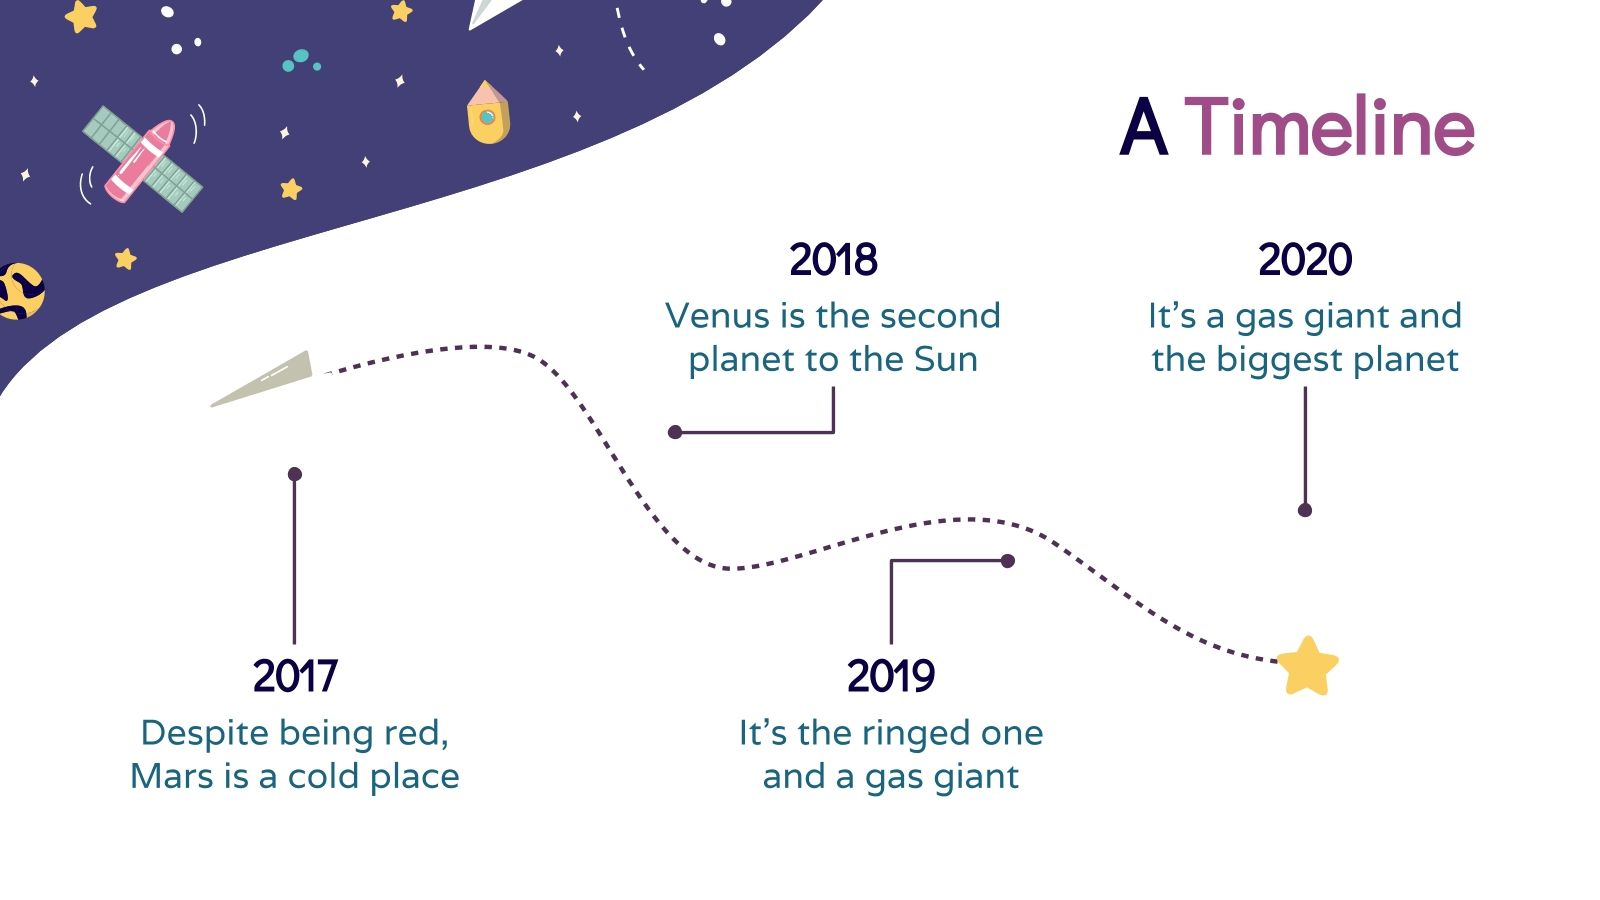 A Timeline
2018
Venus is the second
planet to the Sun
2020
It’s a gas giant and
the biggest planet
2017
Despite being red,
Mars is a cold place
2019
It’s the ringed one
and a gas giant